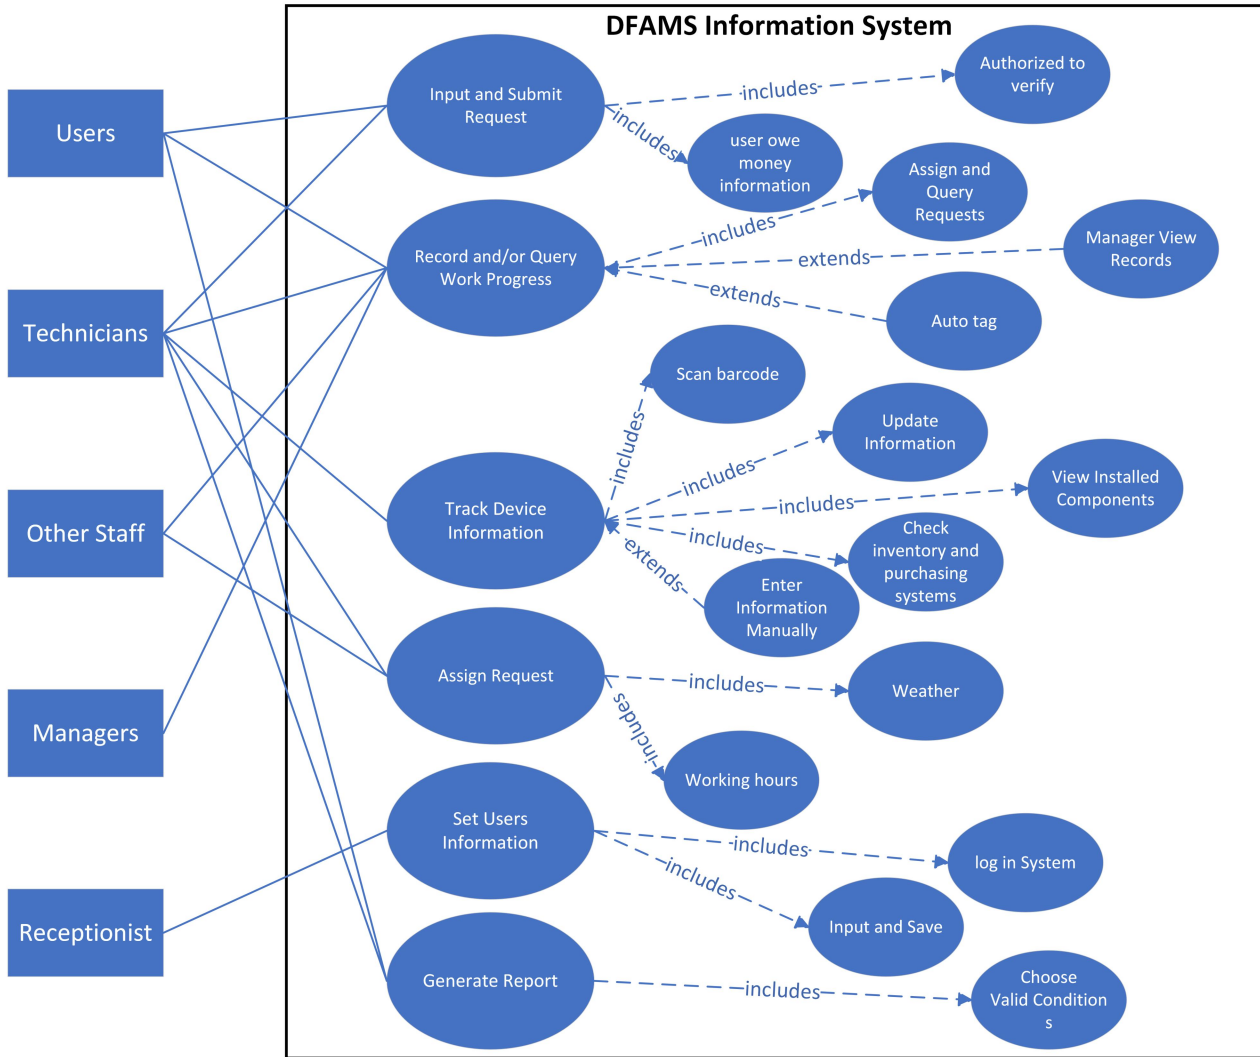 DFAMS Information System
Users
Technicians
Other Staff
Managers
Receptionist
Input and Submit
Request
includes
Authorized to
verify
includes
user owe
money
information
Record and/or Query
Work Progress
includes
Assign and
Query
Requests
extends
Manager View
Records
extends
Auto tag
Track Device
Information
includes
Scan barcode
includes
Update
Information
includes
View Installed
Components
includes
Check
inventory and
purchasing
systems
extends
Enter
Information
Manually
Assign Request
includes
Weather
includes
Working hours
Set Users
Information
includes
log in System
includes
Input and Save
Generate Report
includes
Choose
Valid Condition
s